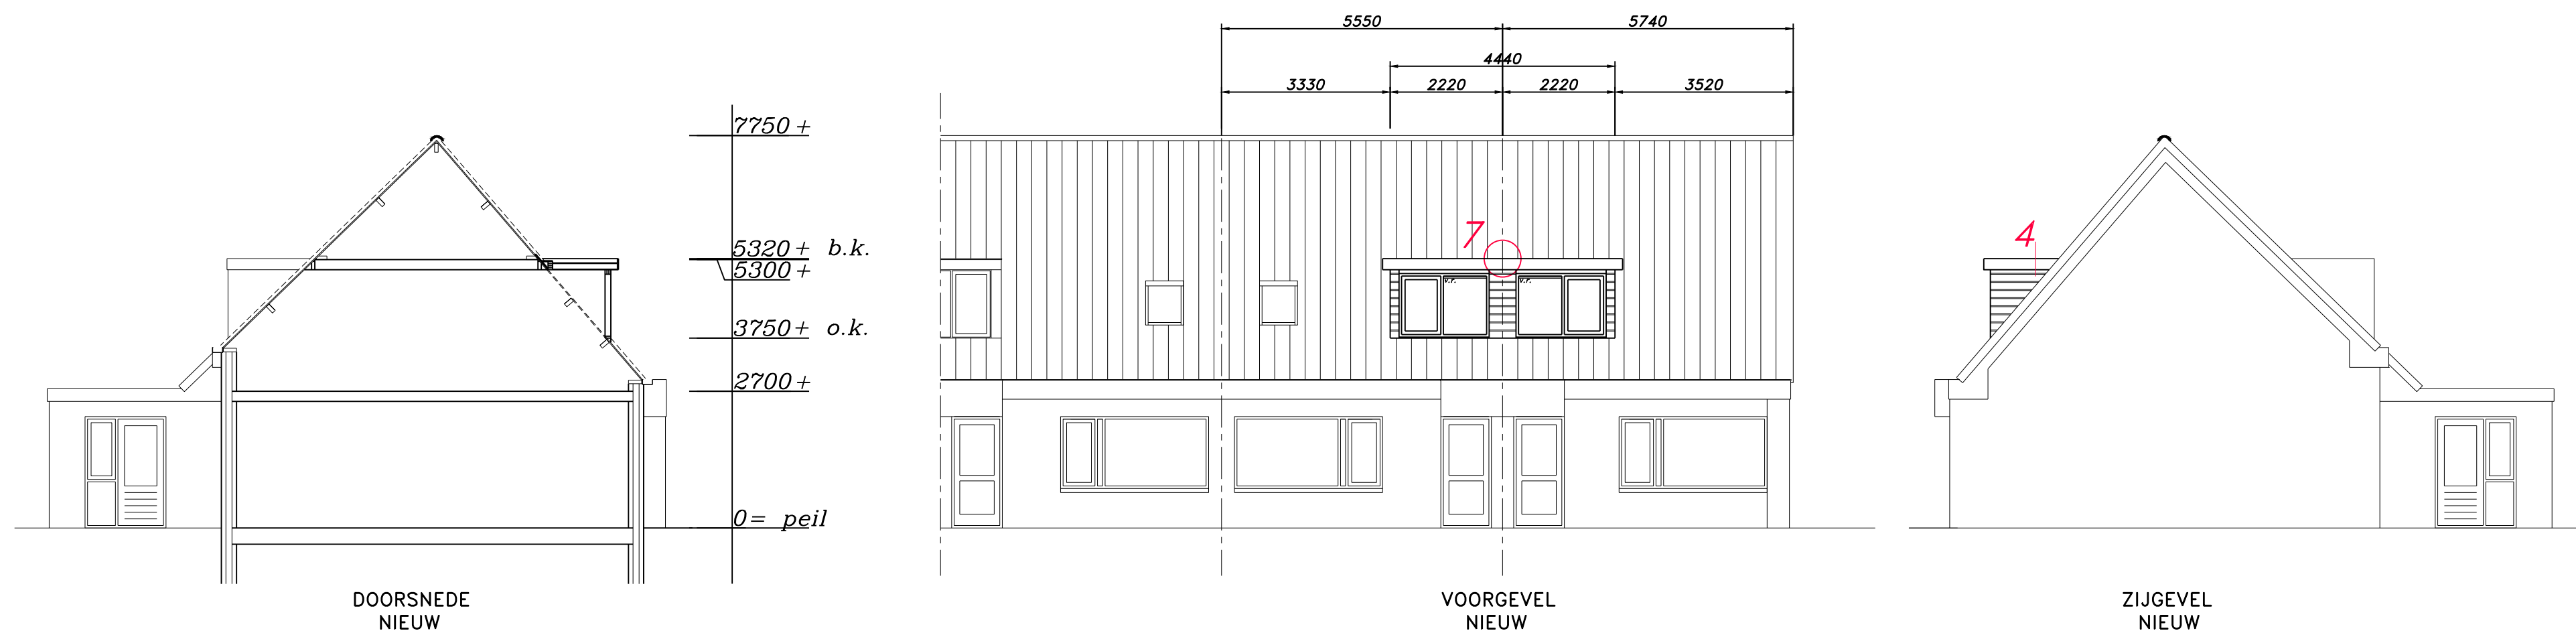 5550
5740
4440
3330
2220
2220
3520
7750+
5320+ b.k.
5300+
3750+ o.k.
2700+
0= peil
7
v.r.
v.r.
4
DOORSNEDE
NIEUW
VOORGEVEL
NIEUW
ZIJGEVEL
NIEUW